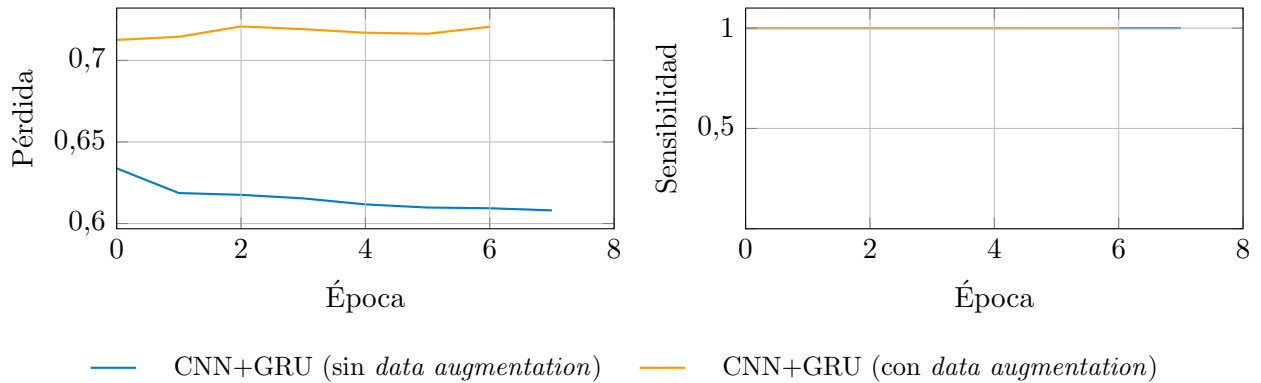 Pérdida
0,7
0,65
0,6
0 2 4 6 8
Época
Sensibilidad
1
0,5
0 2 4 6 8
Época
CNN+GRU (sin data augmentation)
CNN+GRU (con data augmentation)